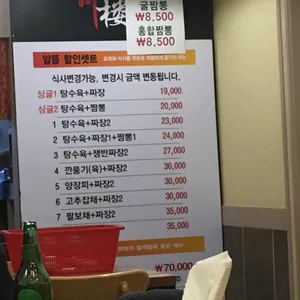 굴짬뽕
₩8,500
홍합짬뽕
₩8,500
알뜰 할인셋트
식사변경가능, 변경시 금액 변동됩니다.
싱글1 탕수육+짜장 19,000
싱글2 탕수육+짬뽕 20,000
1 탕수육+짜장2 23,000
2 탕수육+짜장1+짬뽕1 24,000
3 탕수육+쟁반짜장2 27,000
4 깐풍기(육)+짜장2 30,000
5 양장피+짜장2 35,000
6 고추잡채+짜장2 35,000
7 팔보채+짜장2 35,000
₩70,000